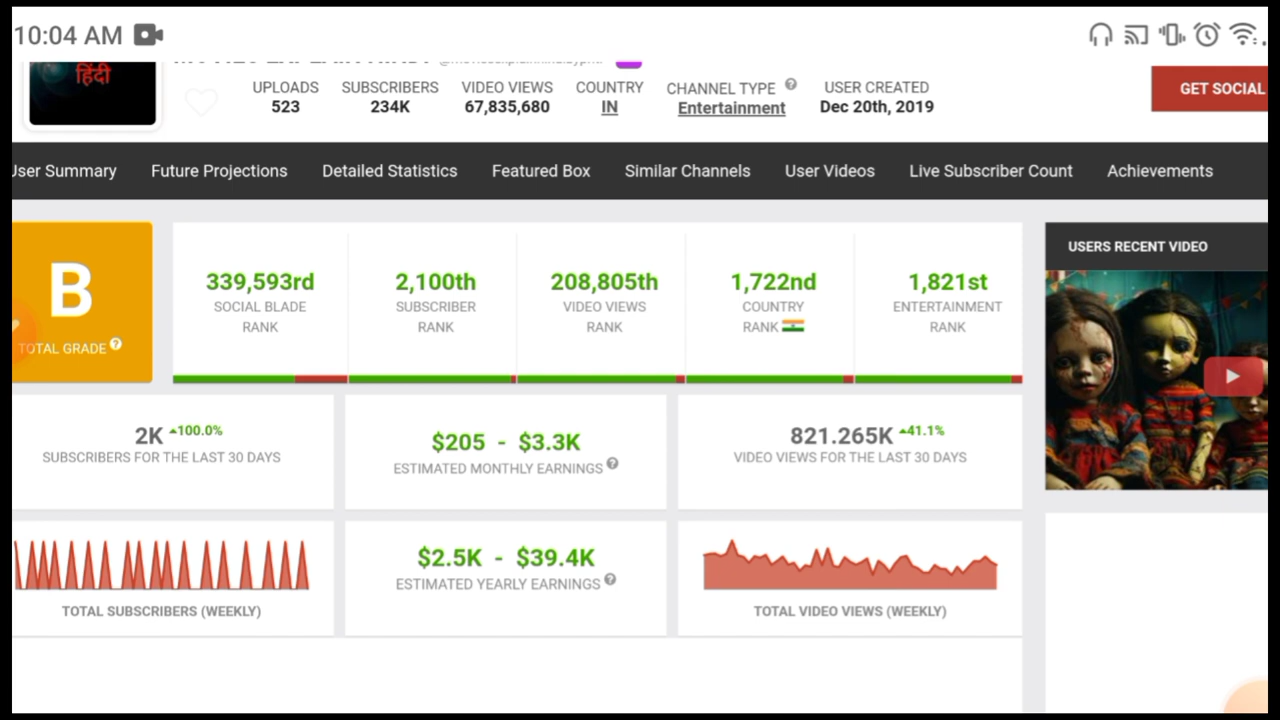 10:04 AM
हिंदी
UPLOADS
523
SUBSCRIBERS
234K
VIDEO VIEWS
67,835,680
COUNTRY
IN
CHANNEL TYPE ?
Entertainment
USER CREATED
Dec 20th, 2019
GET SOCIAL
User Summary Future Projections Detailed Statistics Featured Box Similar Channels User Videos Live Subscriber Count Achievements
B
TOTAL GRADE ?
339,593rd
SOCIAL BLADE
RANK
2,100th
SUBSCRIBER
RANK
208,805th
VIDEO VIEWS
RANK
1,722nd
COUNTRY
RANK
1,821st
ENTERTAINMENT
RANK
USERS RECENT VIDEO
2K 100.0%
SUBSCRIBERS FOR THE LAST 30 DAYS
$205 - $3.3K
ESTIMATED MONTHLY EARNINGS ?
821.265K 41.1%
VIDEO VIEWS FOR THE LAST 30 DAYS
TOTAL SUBSCRIBERS (WEEKLY)
$2.5K - $39.4K
ESTIMATED YEARLY EARNINGS ?
TOTAL VIDEO VIEWS (WEEKLY)